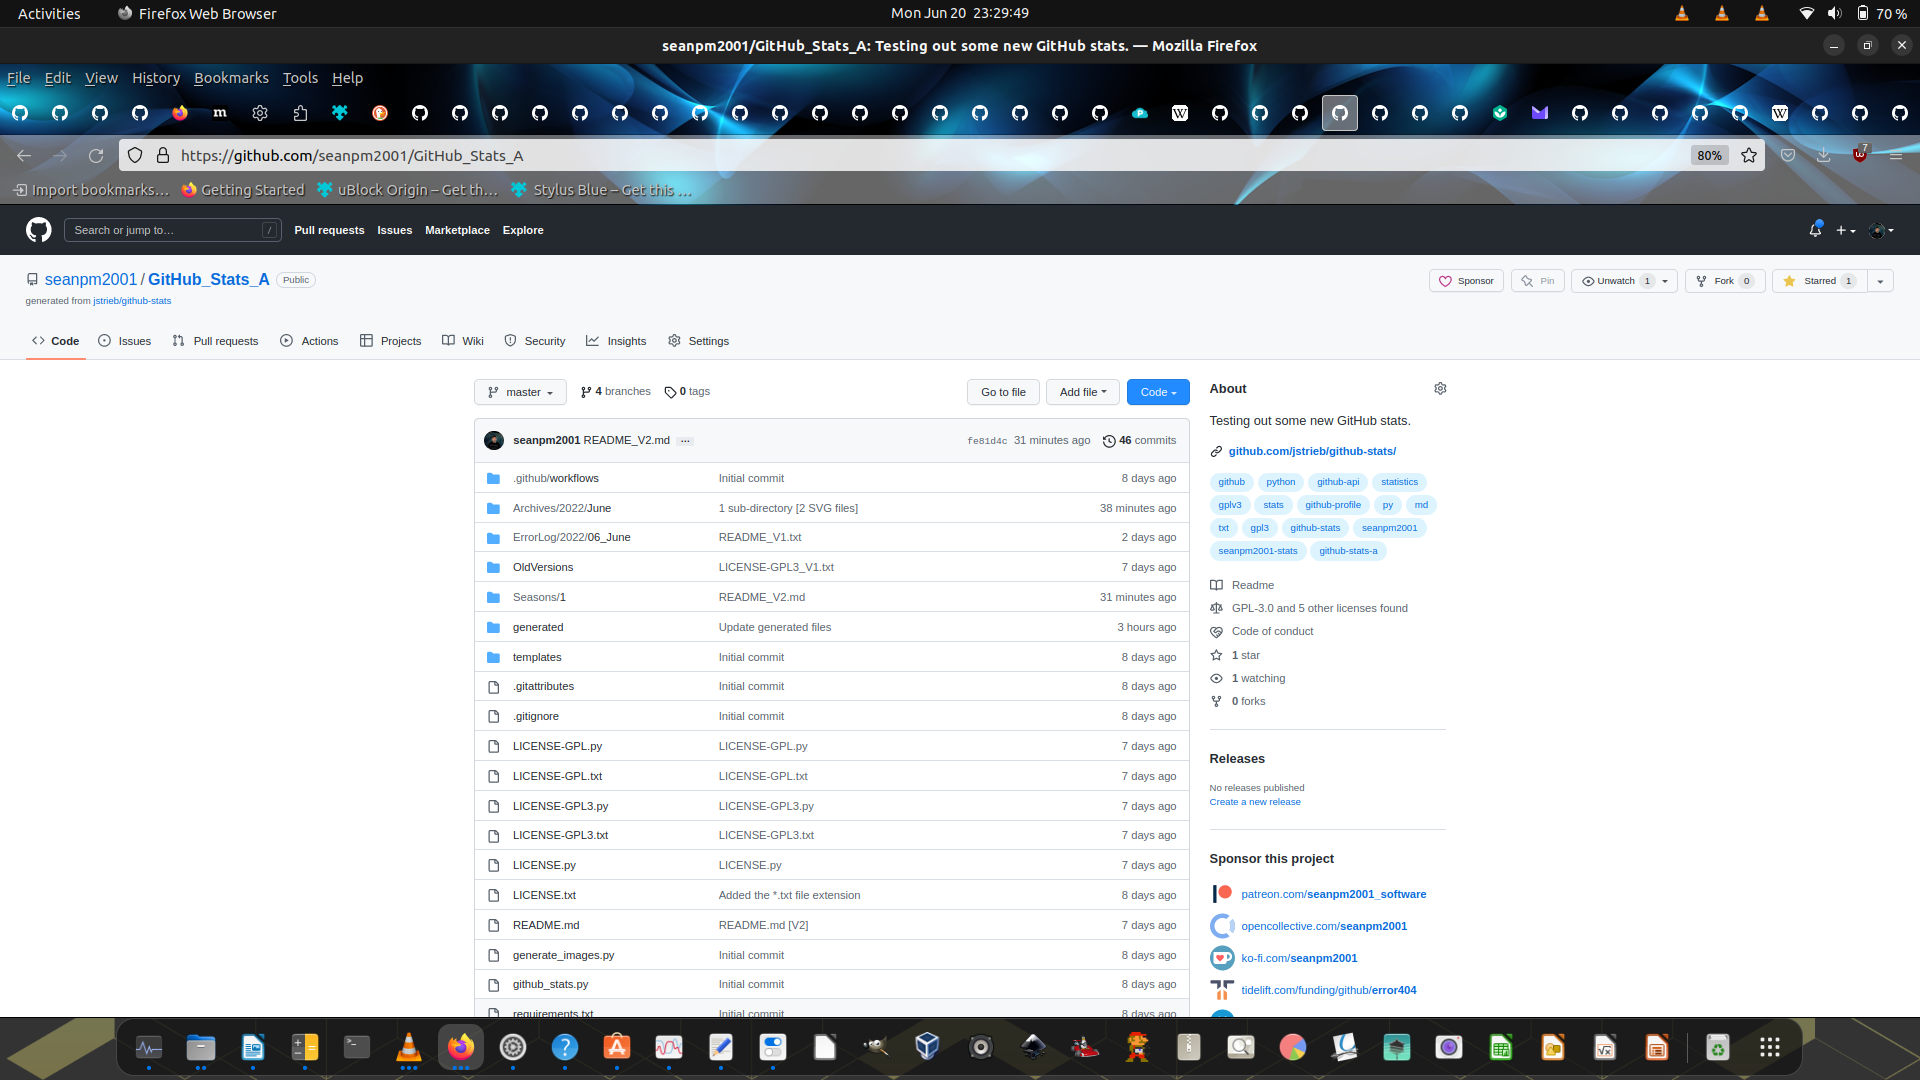 Activities Firefox Web Browser Mon Jun 20 23:29:49 70 %
seanpm2001/GitHub_Stats_A: Testing out some new GitHub stats. — Mozilla Firefox
File Edit View History Bookmarks Tools Help
https://github.com/seanpm2001/GitHub_Stats_A 80% 7
Import bookmarks… Getting Started uBlock Origin – Get th… Stylus Blue – Get this …
Search or jump to… / Pull requests Issues Marketplace Explore
seanpm2001 / GitHub_Stats_A Public Sponsor Pin Unwatch 1 Fork 0 Starred 1
generated from jstrieb/github-stats
Code Issues Pull requests Actions Projects Wiki Security Insights Settings
master 4 branches 0 tags Go to file Add file Code
seanpm2001 README_V2.md ... fe81d4c 31 minutes ago 46 commits
.github/workflows Initial commit 8 days ago
Archives/2022/June 1 sub-directory [2 SVG files] 38 minutes ago
ErrorLog/2022/06_June README_V1.txt 2 days ago
OldVersions LICENSE-GPL3_V1.txt 7 days ago
Seasons/1 README_V2.md 31 minutes ago
generated Update generated files 3 hours ago
templates Initial commit 8 days ago
.gitattributes Initial commit 8 days ago
.gitignore Initial commit 8 days ago
LICENSE-GPL.py LICENSE-GPL.py 7 days ago
LICENSE-GPL.txt LICENSE-GPL.txt 7 days ago
LICENSE-GPL3.py LICENSE-GPL3.py 7 days ago
LICENSE-GPL3.txt LICENSE-GPL3.txt 7 days ago
LICENSE.py LICENSE.py 7 days ago
LICENSE.txt Added the *.txt file extension 8 days ago
README.md README.md [V2] 7 days ago
generate_images.py Initial commit 8 days ago
github_stats.py Initial commit 8 days ago
requirements.txt Initial commit 8 days ago
About
Testing out some new GitHub stats.
github.com/jstrieb/github-stats/
github python github-api statistics
gplv3 stats github-profile py md
txt gpl3 github-stats seanpm2001
seanpm2001-stats github-stats-a
Readme
GPL-3.0 and 5 other licenses found
Code of conduct
1 star
1 watching
0 forks
Releases
No releases published
Create a new release
Sponsor this project
patreon.com/seanpm2001_software
opencollective.com/seanpm2001
ko-fi.com/seanpm2001
tidelift.com/funding/github/error404